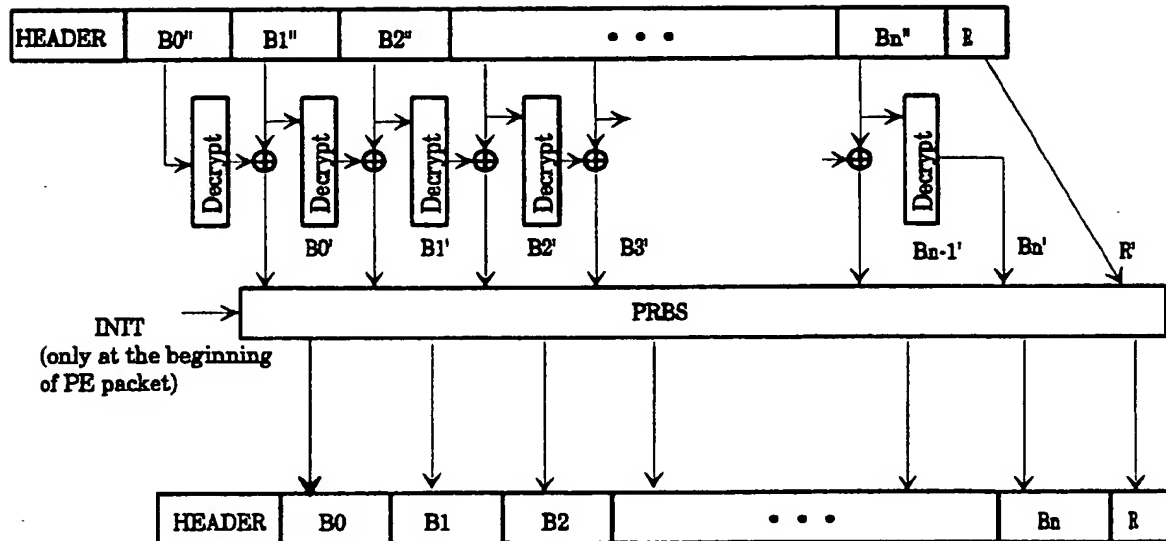 HEADER B0" B1" B2" • • • Bn" R
Decrypt Decrypt Decrypt Decrypt Decrypt
B0' B1' B2' B3' Bn-1' Bn' R'
PRBS
INIT
(only at the beginning
of PE packet)
HEADER B0 B1 B2 • • • Bn R